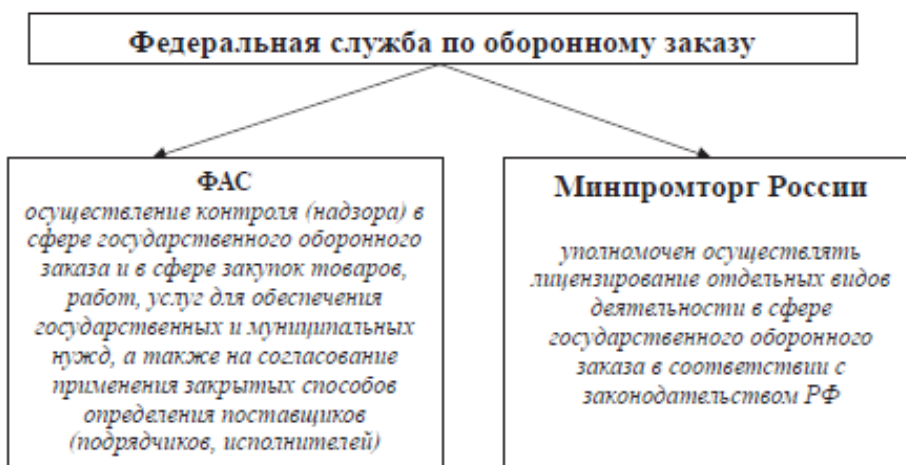 Федеральная служба по оборонному заказу
ФАС
осуществление контроля (надзора) в
сфере государственного оборонного
заказа и в сфере закупок товаров,
работ, услуг для обеспечения
государственных и муниципальных
нужд, а также на согласование
применения закрытых способов
определения поставщиков
(подрядчиков, исполнителей)
Минпромторг России
уполномочен осуществлять
лицензирование отдельных видов
деятельности в сфере
государственного оборонного
заказа в соответствии с
законодательством РФ